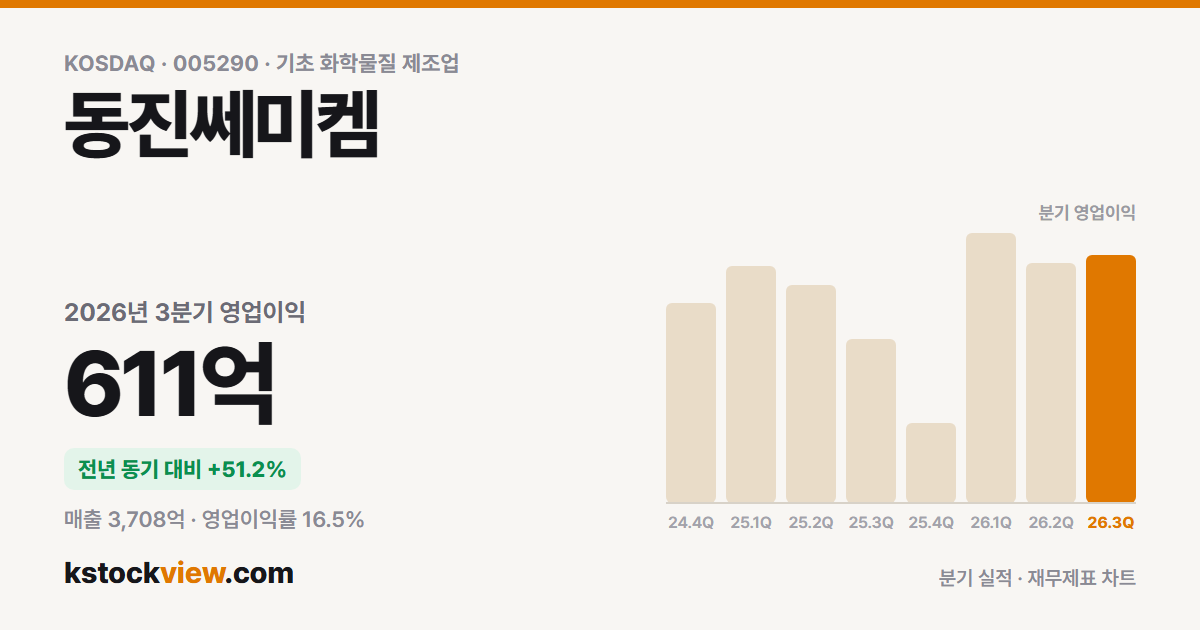 KOSDAQ · 005290 · 기초 화학물질 제조업
동진쎄미켐
분기 영업이익
2026년 3분기 영업이익
611억
전년 동기 대비 +51.2%
매출 3,708억 · 영업이익률 16.5%
24.4Q 25.1Q 25.2Q 25.3Q 25.4Q 26.1Q 26.2Q 26.3Q
kstockview.com
분기 실적 · 재무제표 차트